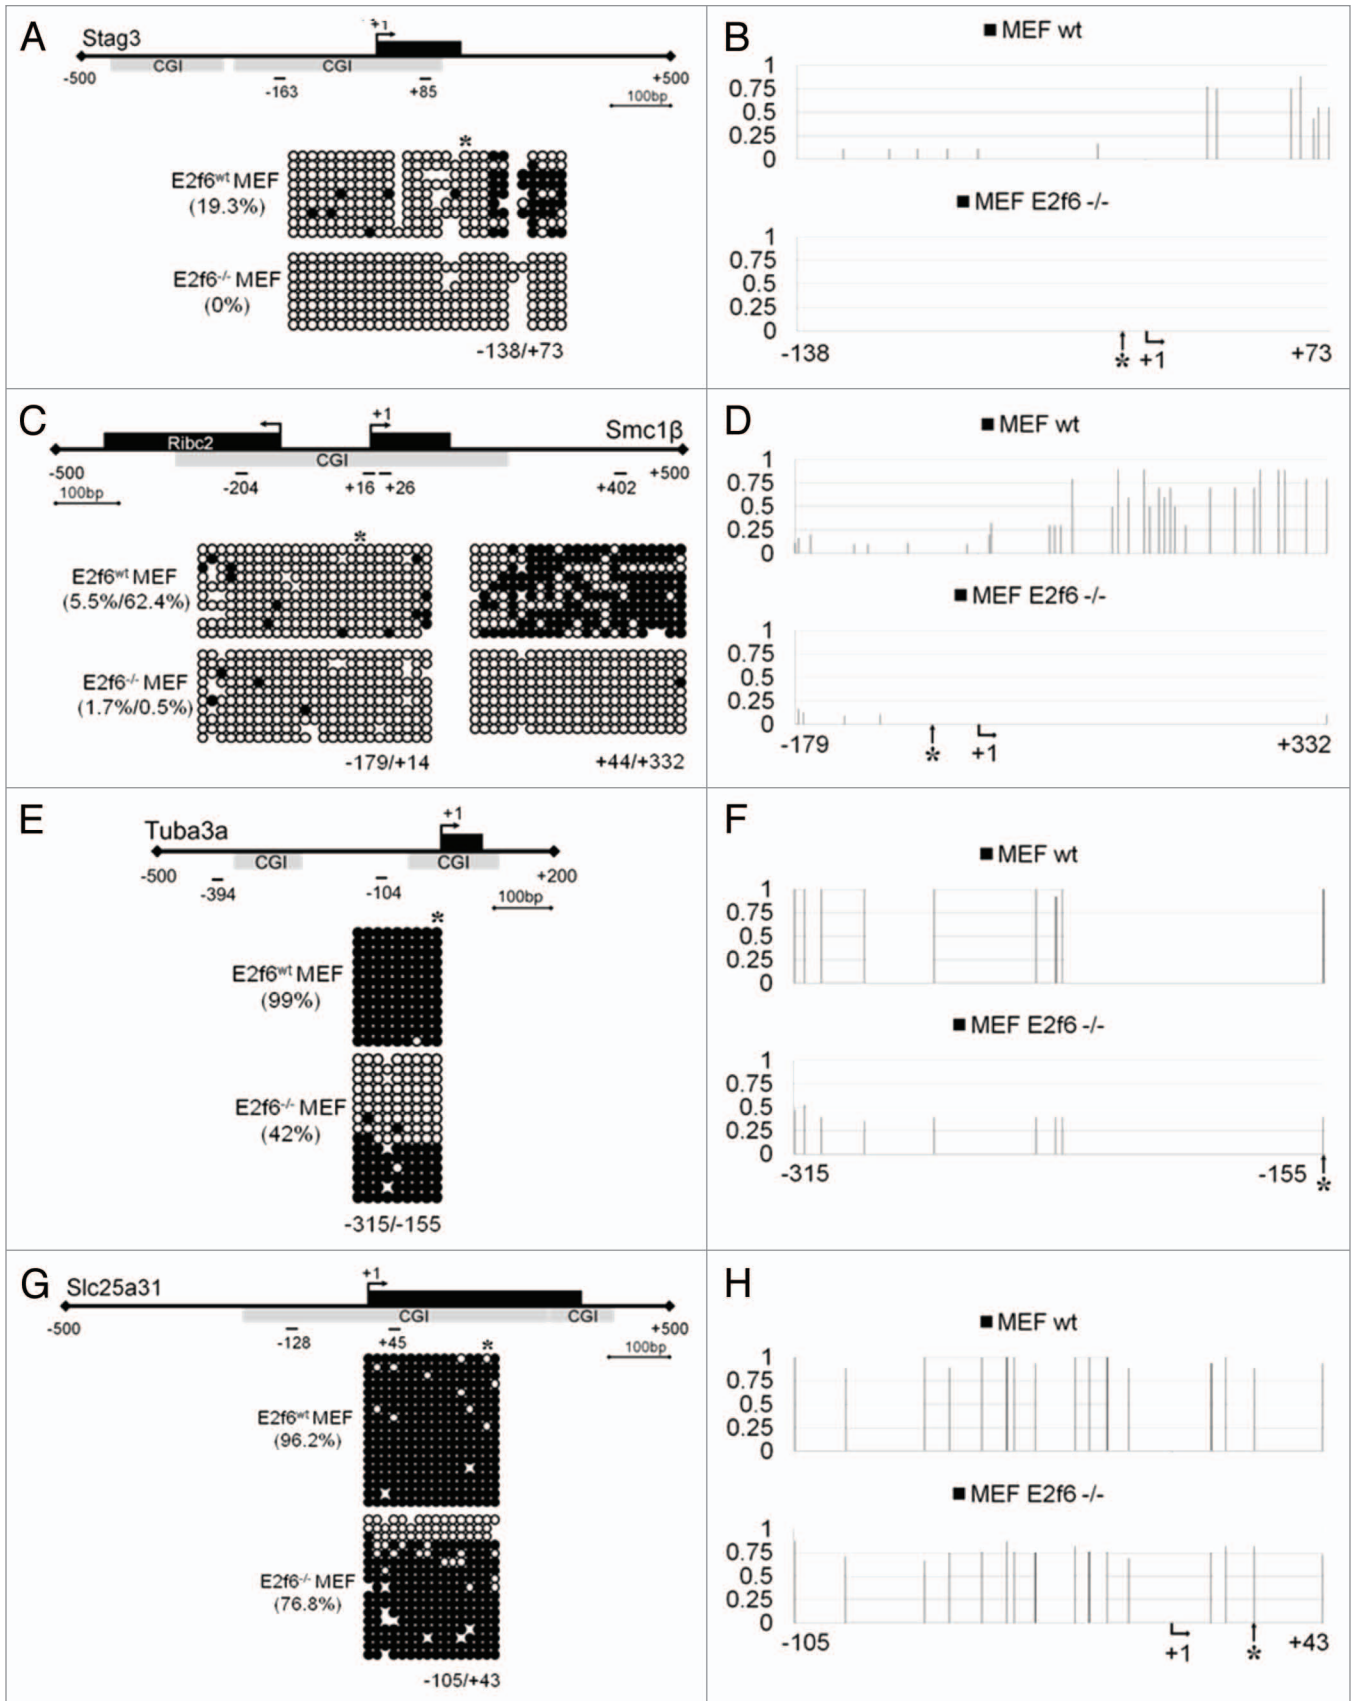 A
Stag3
+1
CGI
CGI
-500
-163
+85
+500
100bp
*
E2f6wt MEF
(19.3%)
E2f6-/- MEF
(0%)
-138/+73
B
■ MEF wt
1
0.75
0.5
0.25
0
■ MEF E2f6 -/-
1
0.75
0.5
0.25
0
-138
*
+1
+73
C
+1
Smc1β
Ribc2
CGI
-500
-204
+16
+26
+402
+500
100bp
*
E2f6wt MEF
(5.5%/62.4%)
E2f6-/- MEF
(1.7%/0.5%)
-179/+14
+44/+332
D
■ MEF wt
1
0.75
0.5
0.25
0
■ MEF E2f6 -/-
1
0.75
0.5
0.25
0
-179
*
+1
+332
E
Tuba3a
+1
CGI
CGI
-500
-394
-104
+200
100bp
*
E2f6wt MEF
(99%)
E2f6-/- MEF
(42%)
-315/-155
F
■ MEF wt
1
0.75
0.5
0.25
0
■ MEF E2f6 -/-
1
0.75
0.5
0.25
0
-315
-155
*
G
Slc25a31
+1
CGI
CGI
-500
-128
+45
+500
100bp
*
E2f6wt MEF
(96.2%)
E2f6-/- MEF
(76.8%)
-105/+43
H
■ MEF wt
1
0.75
0.5
0.25
0
■ MEF E2f6 -/-
1
0.75
0.5
0.25
0
-105
+1
*
+43